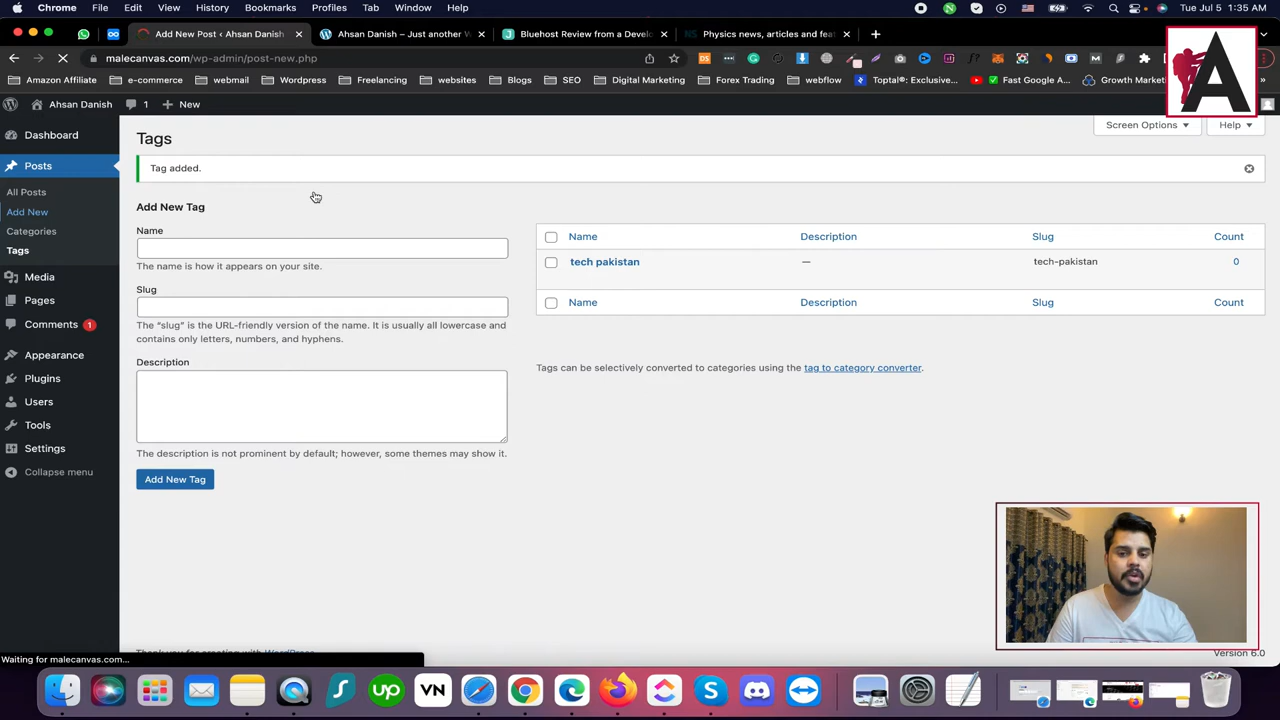 Chrome File Edit View History Bookmarks Profiles Tab Window Help Tue Jul 5 1:35 AM
Add New Post ‹ Ahsan Danish
Ahsan Danish – Just another W
Bluehost Review from a Develo
Physics news, articles and feat
malecanvas.com/wp-admin/post-new.php
Amazon Affiliate e-commerce webmail Wordpress Freelancing websites Blogs SEO Digital Marketing Forex Trading webflow Toptal®: Exclusive... Fast Google A... Growth Market
A
Ahsan Danish 1 New
Screen Options Help
Dashboard
Posts
All Posts
Add New
Categories
Tags
Media
Pages
Comments 1
Appearance
Plugins
Users
Tools
Settings
Collapse menu
Tags
Tag added.
Add New Tag
Name
The name is how it appears on your site.
Slug
The “slug” is the URL-friendly version of the name. It is usually all lowercase and
contains only letters, numbers, and hyphens.
Description
The description is not prominent by default; however, some themes may show it.
Add New Tag
Name Description Slug Count
tech pakistan — tech-pakistan 0
Name Description Slug Count
Tags can be selectively converted to categories using the tag to category converter.
Thank you for creating with WordPress.
Version 6.0
Waiting for malecanvas.com...
up
VN